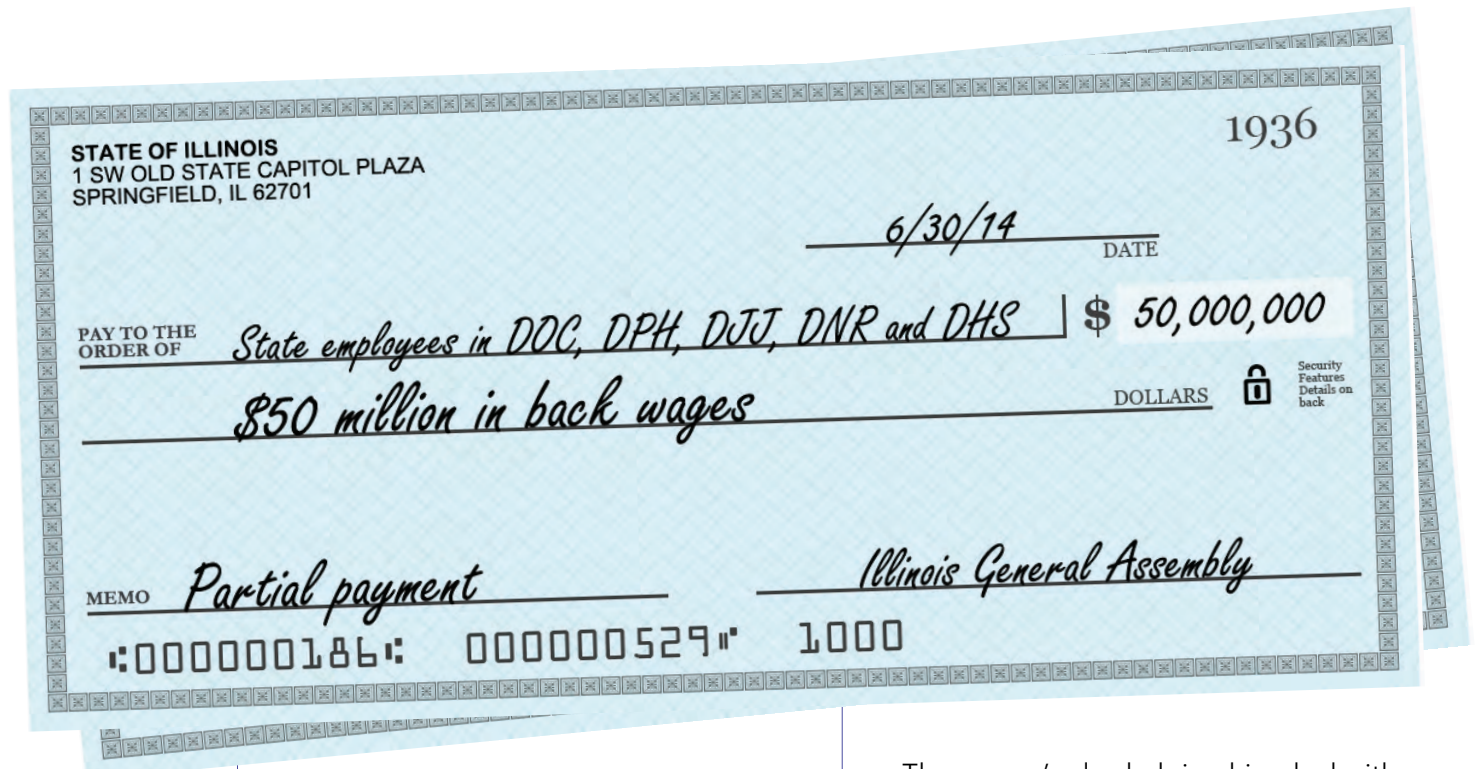 STATE OF ILLINOIS
1 SW OLD STATE CAPITOL PLAZA
SPRINGFIELD, IL 62701
1936
6/30/14
DATE
PAY TO THE
ORDER OF
State employees in DOC, DPH, DJJ, DNR and DHS
$ 50,000,000
$50 million in back wages
DOLLARS
Security
Features
Details on
back
MEMO
Partial payment
Illinois General Assembly
⑆000000186⑆ 000000529⑈ 1000